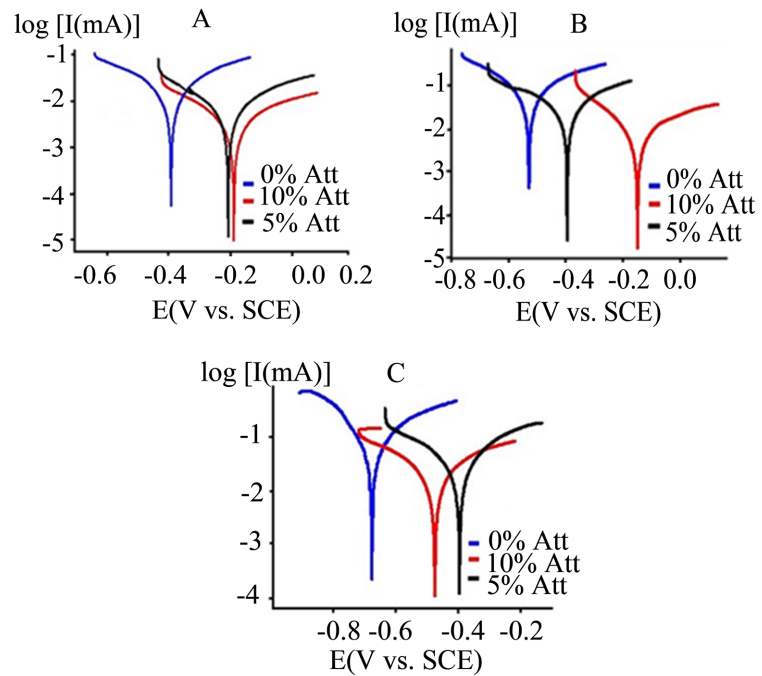 log [I(mA)]
A
-1
-2
-3
-4
-5
0% Att
10% Att
5% Att
-0.6 -0.4 -0.2 0.0 0.2
E(V vs. SCE)
log [I(mA)]
B
-1
-2
-3
-4
-5
0% Att
10% Att
5% Att
-0.8 -0.6 -0.4 -0.2 0.0
E(V vs. SCE)
log [I(mA)]
C
-1
-2
-3
-4
0% Att
10% Att
5% Att
-0.8 -0.6 -0.4 -0.2
E(V vs. SCE)